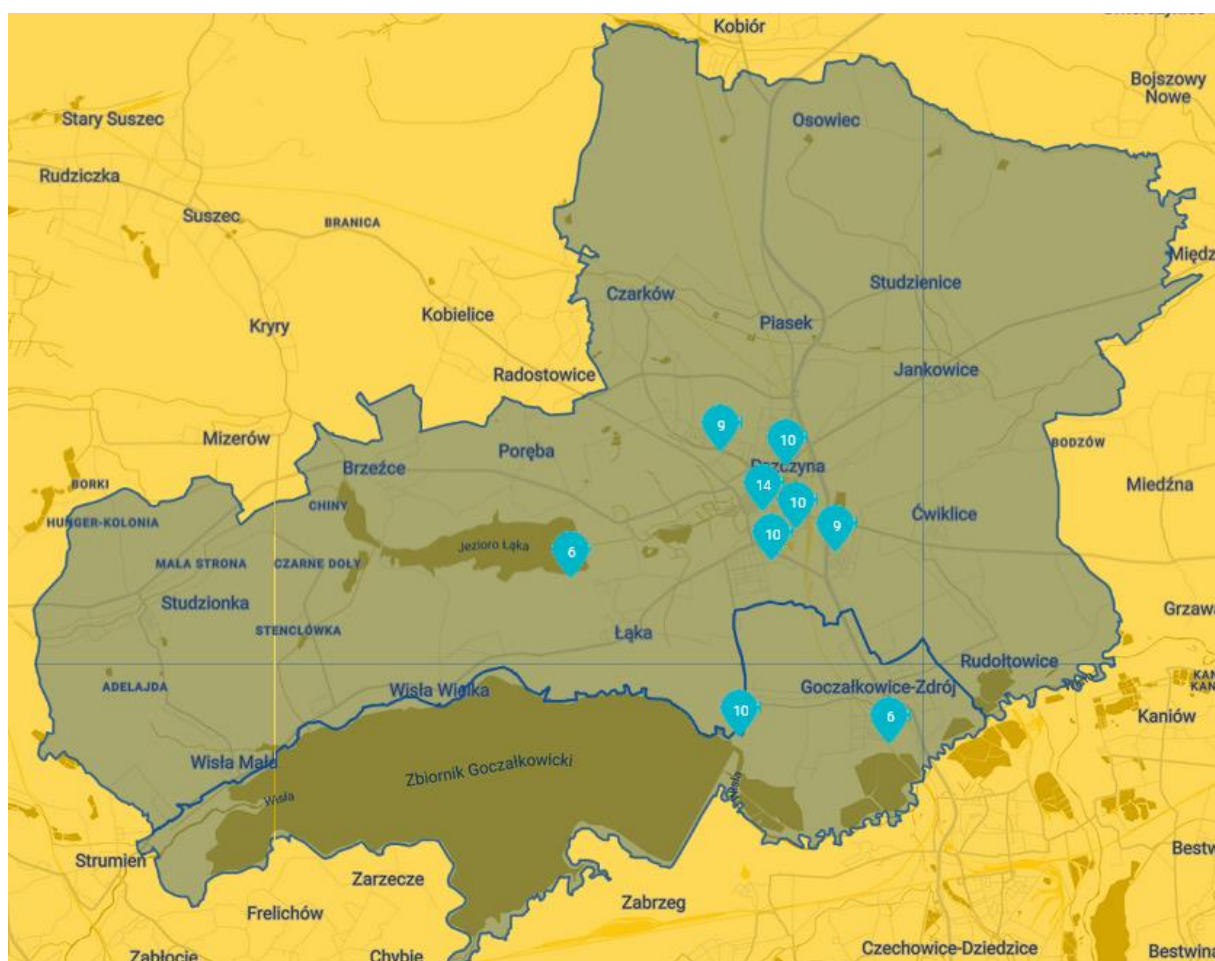 Kobiór
Bojszowy
Nowe
Stary Suszec
Osowiec
Rudziczka
Suszec
BRANICA
Międz
Studzienice
Czarków
Kobielice
Piasek
Kryry
Radostowice
Jankowice
9
10
Mizerów
Poręba
BODZÓW
Brzeźce
Pszczyna
BORKI
14
Miedźna
CHINY
10
Ćwiklice
HUNGER-KOLONIA
9
10
Jezioro Łąka
6
MAŁA STRONA
CZARNE DOŁY
Studzionka
Grzawa
STENCLÓWKA
Łąka
Rudołtowice
ADELAJDA
Wisła Wielka
Goczałkowice-Zdrój
10
6
Kaniów
Wisła Mała
Zbiornik Goczałkowicki
Wisła
Wisła
Strumień
Zarzecze
Zabrzeg
Frelichów
Czechowice-Dziedzice
Zabłocie
Chybie
Bestwina